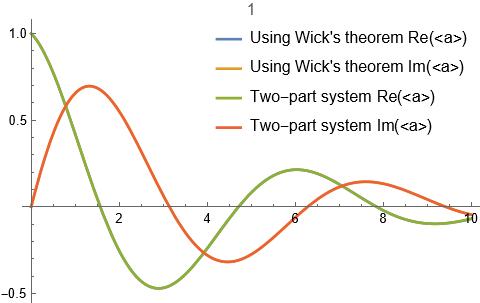 1
1.0
Using Wick's theorem Re(<a>)
Using Wick's theorem Im(<a>)
Two-part system Re(<a>)
0.5
Two-part system Im(<a>)
2 4 6 8 10
-0.5